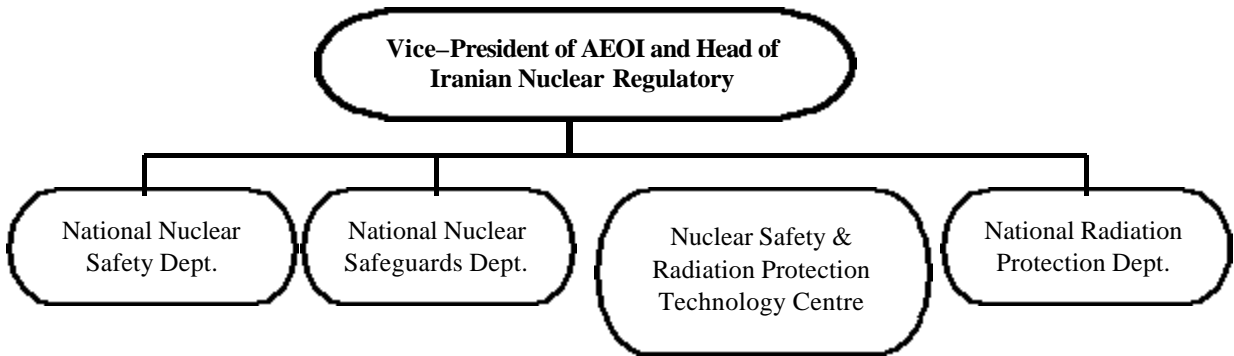 Vice–President of AEOI and Head of
Iranian Nuclear Regulatory
National Nuclear
Safety Dept.
National Nuclear
Safeguards Dept.
Nuclear Safety &
Radiation Protection
Technology Centre
National Radiation
Protection Dept.